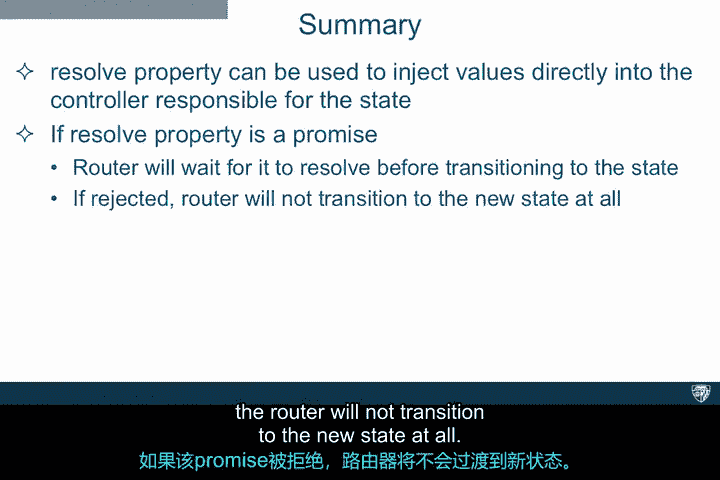 Summary
✧ resolve property can be used to inject values directly into the
controller responsible for the state
✧ If resolve property is a promise
• Router will wait for it to resolve before transitioning to the state
• If rejected, router will not transition to the new state at all
the router will not transition
to the new state at all.
如果该promise被拒绝，路由器将不会过渡到新状态。